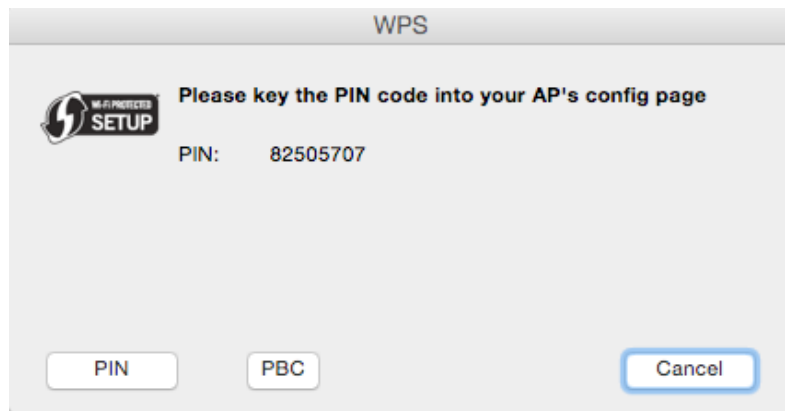 WPS
Please key the PIN code into your AP's config page
WI-FI PROTECTED
SETUP
PIN: 82505707
PIN PBC Cancel